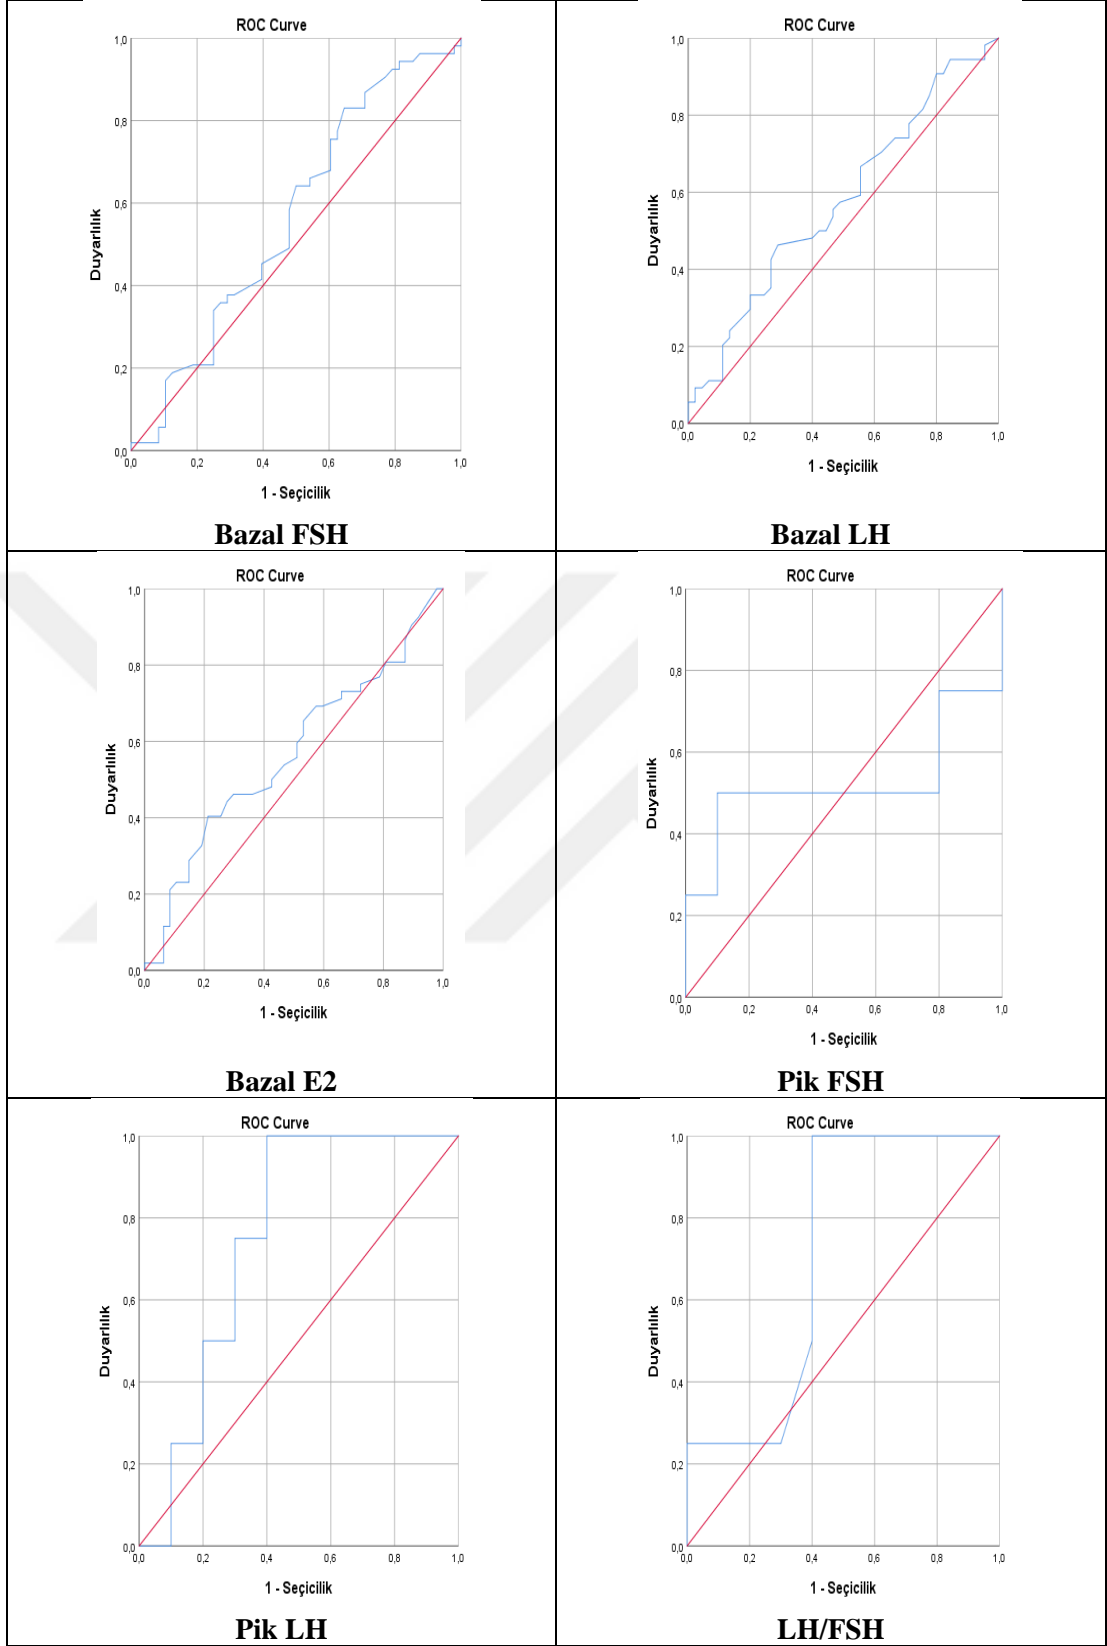 ROC Curve
1,0
0,8
0,6
0,4
0,2
0,0
Duyarlılık
0,0 0,2 0,4 0,6 0,8 1,0
1 - Seçicilik
Bazal FSH
ROC Curve
1,0
0,8
0,6
0,4
0,2
0,0
Duyarlılık
0,0 0,2 0,4 0,6 0,8 1,0
1 - Seçicilik
Bazal LH
ROC Curve
1,0
0,8
0,6
0,4
0,2
0,0
Duyarlılık
0,0 0,2 0,4 0,6 0,8 1,0
1 - Seçicilik
Bazal E2
ROC Curve
1,0
0,8
0,6
0,4
0,2
0,0
Duyarlılık
0,0 0,2 0,4 0,6 0,8 1,0
1 - Seçicilik
Pik FSH
ROC Curve
1,0
0,8
0,6
0,4
0,2
0,0
Duyarlılık
0,0 0,2 0,4 0,6 0,8 1,0
1 - Seçicilik
Pik LH
ROC Curve
1,0
0,8
0,6
0,4
0,2
0,0
Duyarlılık
0,0 0,2 0,4 0,6 0,8 1,0
1 - Seçicilik
LH/FSH